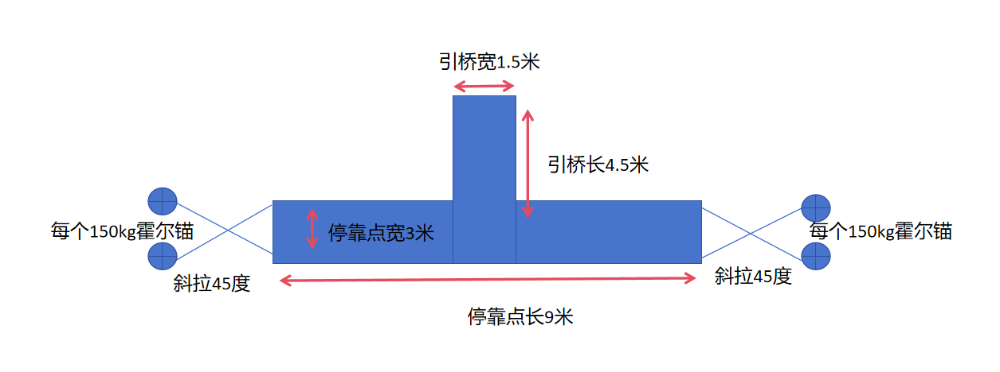 引桥宽1.5米
引桥长4.5米
每个150kg霍尔锚
停靠点宽3米
每个150kg霍尔锚
斜拉45度
斜拉45度
停靠点长9米